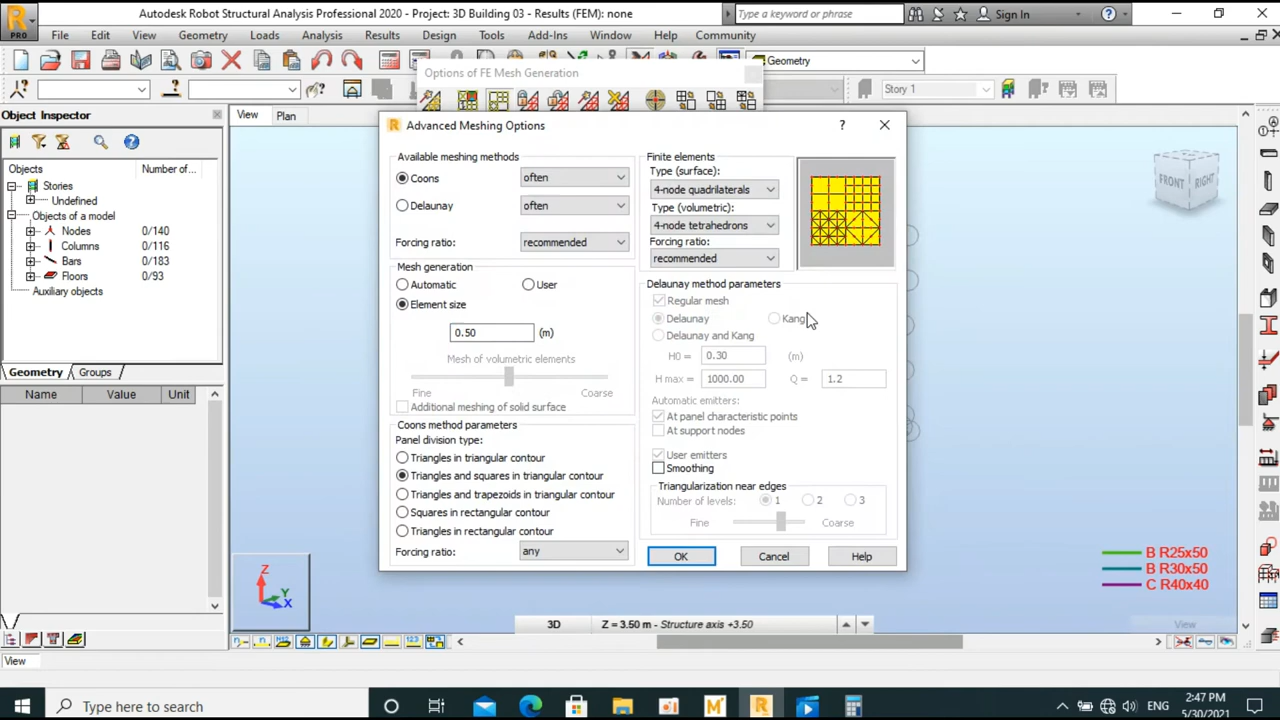 Autodesk Robot Structural Analysis Professional 2020 - Project: 3D Building 03 - Results (FEM): none
Type a keyword or phrase
Sign In
PRO
File Edit View Geometry Loads Analysis Results Design Tools Add-Ins Window Help Community
Options of FE Mesh Generation
Geometry
Story 1
Object Inspector
View Plan
Objects Number of...
Stories
Undefined
Objects of a model
Nodes 0/140
Columns 0/116
Bars 0/183
Floors 0/93
Auxiliary objects
Geometry Groups
Name Value Unit
Advanced Meshing Options
Available meshing methods
Coons often
Delaunay often
Forcing ratio: recommended
Mesh generation
Automatic User
Element size
0.50 (m)
Mesh of volumetric elements
Fine Coarse
Additional meshing of solid surface
Coons method parameters
Panel division type:
Triangles in triangular contour
Triangles and squares in triangular contour
Triangles and trapezoids in triangular contour
Squares in rectangular contour
Triangles in rectangular contour
Forcing ratio: any
Finite elements
Type (surface):
4-node quadrilaterals
Type (volumetric):
4-node tetrahedrons
Forcing ratio:
recommended
Delaunay method parameters
Regular mesh
Delaunay Kang
Delaunay and Kang
H0 = 0.30 (m)
H max = 1000.00 Q = 1.2
Automatic emitters:
At panel characteristic points
At support nodes
User emitters
Smoothing
Triangularization near edges
Number of levels: 1 2 3
Fine Coarse
OK Cancel Help
FRONT RIGHT
B R25x50
B R30x50
C R40x40
Z Y X
3D Z = 3.50 m - Structure axis +3.50
View
View
Type here to search
ENG
2:47 PM
5/30/2021